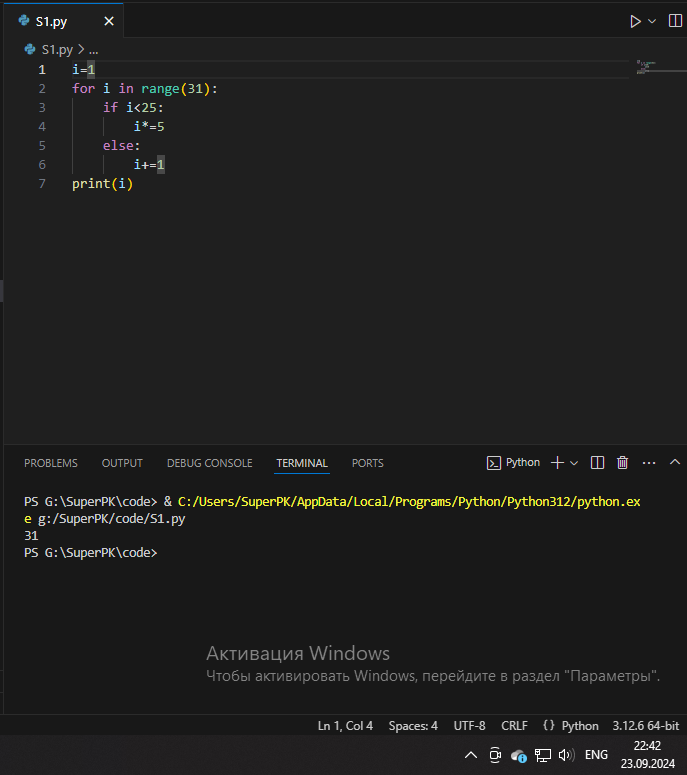 S1.py
S1.py > ...
1 i=1
2 for i in range(31):
3     if i<25:
4         i*=5
5     else:
6         i+=1
7 print(i)
PROBLEMS OUTPUT DEBUG CONSOLE TERMINAL PORTS Python
PS G:\SuperPK\code> & C:/Users/SuperPK/AppData/Local/Programs/Python/Python312/python.ex
e g:/SuperPK/code/S1.py
31
PS G:\SuperPK\code>
Активация Windows
Чтобы активировать Windows, перейдите в раздел "Параметры".
Ln 1, Col 4 Spaces: 4 UTF-8 CRLF {} Python 3.12.6 64-bit
ENG 22:42
23.09.2024